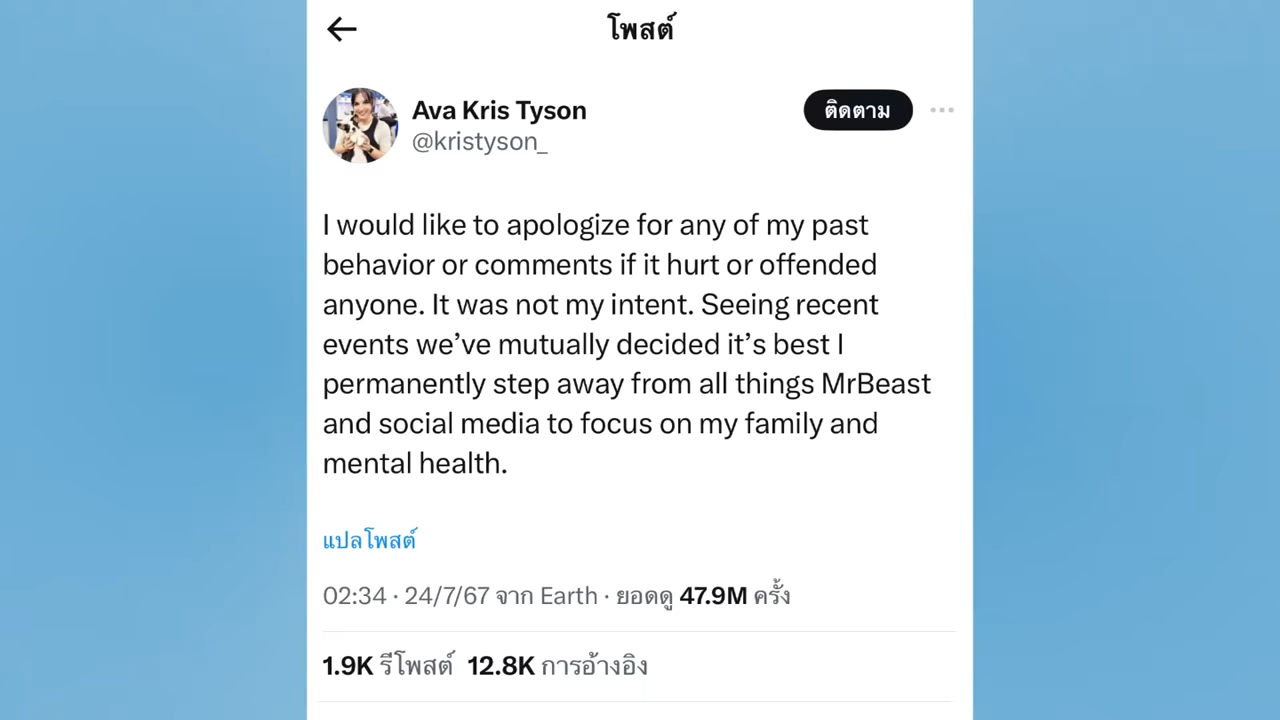 โพสต์
Ava Kris Tyson
ติดตาม
@kristyson_
I would like to apologize for any of my past
behavior or comments if it hurt or offended
anyone. It was not my intent. Seeing recent
events we’ve mutually decided it’s best I
permanently step away from all things MrBeast
and social media to focus on my family and
mental health.
แปลโพสต์
02:34 · 24/7/67 จาก Earth · ยอดดู 47.9M ครั้ง
1.9K รีโพสต์ 12.8K การอ้างอิง